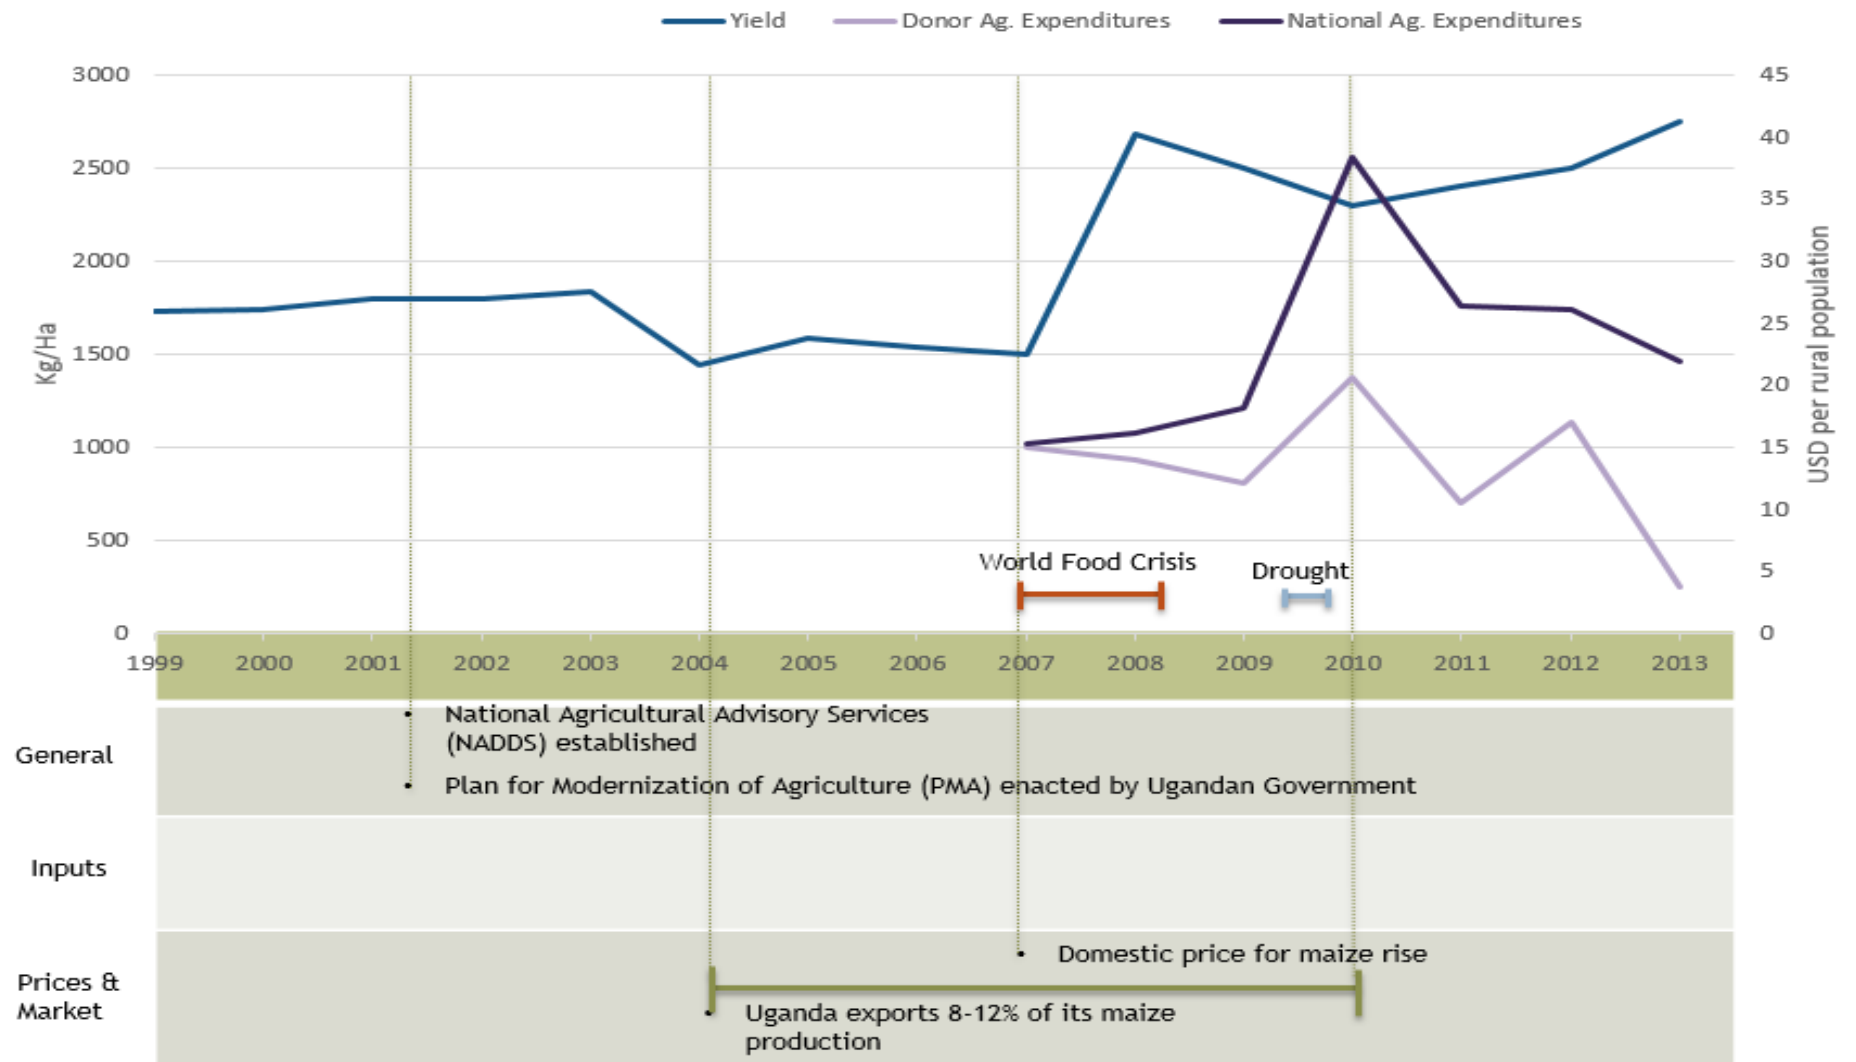 Yield
Donor Ag. Expenditures
National Ag. Expenditures
3000
2500
2000
1500
1000
500
0
Kg/Ha
45
40
35
30
25
20
15
10
5
0
USD per rural population
World Food Crisis
Drought
1999 2000 2001 2002 2003 2004 2005 2006 2007 2008 2009 2010 2011 2012 2013
General
• National Agricultural Advisory Services
(NADDS) established
• Plan for Modernization of Agriculture (PMA) enacted by Ugandan Government
Inputs
Prices &
Market
• Domestic price for maize rise
• Uganda exports 8-12% of its maize
production